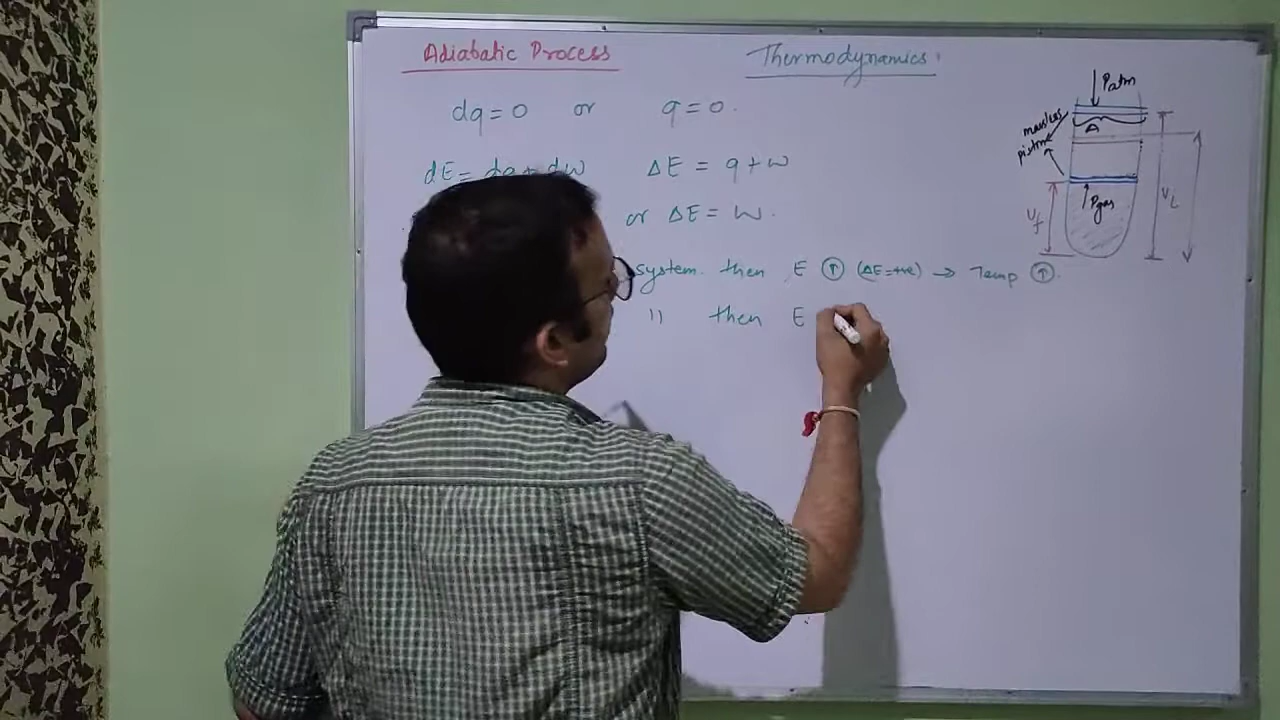 Adiabatic Process
Thermodynamics.
dq = 0 or q = 0.
dE = dq + dw ΔE = q + w
or ΔE = w.
system. then E ↑ (ΔE=+ve) → Temp ↑.
" then E
Patm
A
massless
piston
Pgas
Vf
V